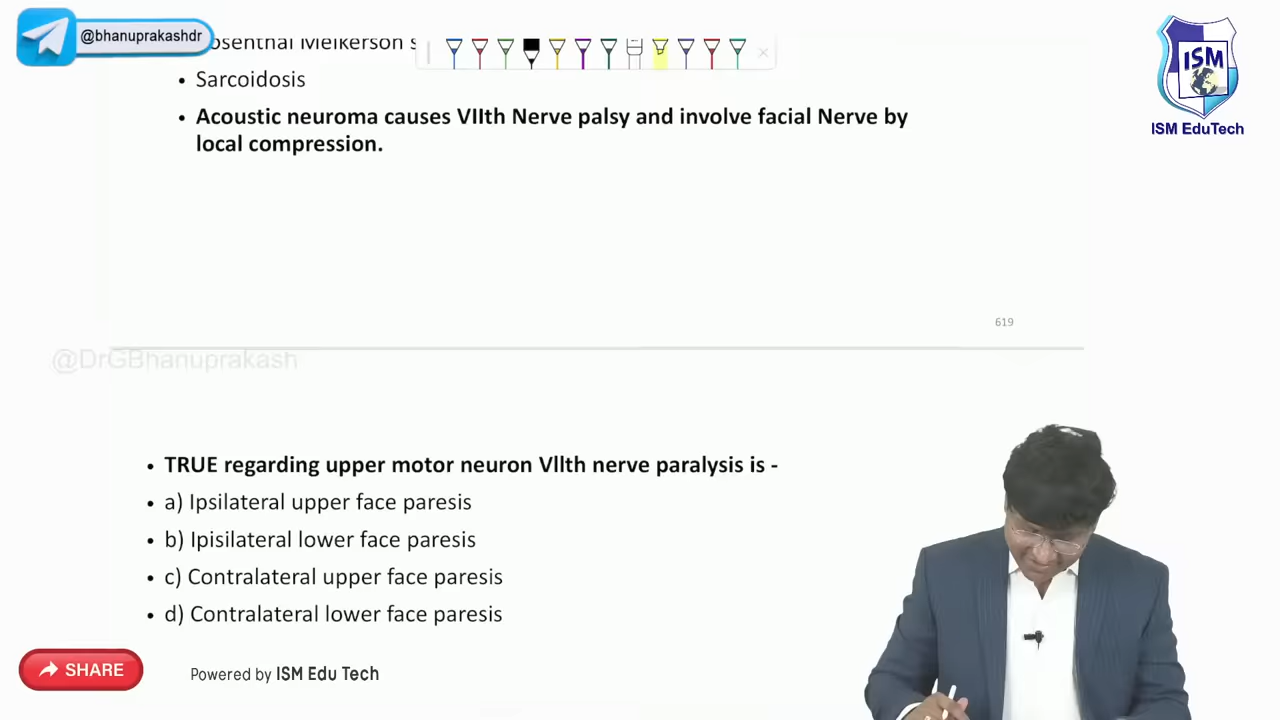 @bhanuprakashdr
Melkerson
• Sarcoidosis
• Acoustic neuroma causes VIIth Nerve palsy and involve facial Nerve by
local compression.
ISM
ISM EduTech
619
@DrGBhanuprakash
• TRUE regarding upper motor neuron Vllth nerve paralysis is -
• a) Ipsilateral upper face paresis
• b) Ipisilateral lower face paresis
• c) Contralateral upper face paresis
• d) Contralateral lower face paresis
SHARE
Powered by ISM Edu Tech